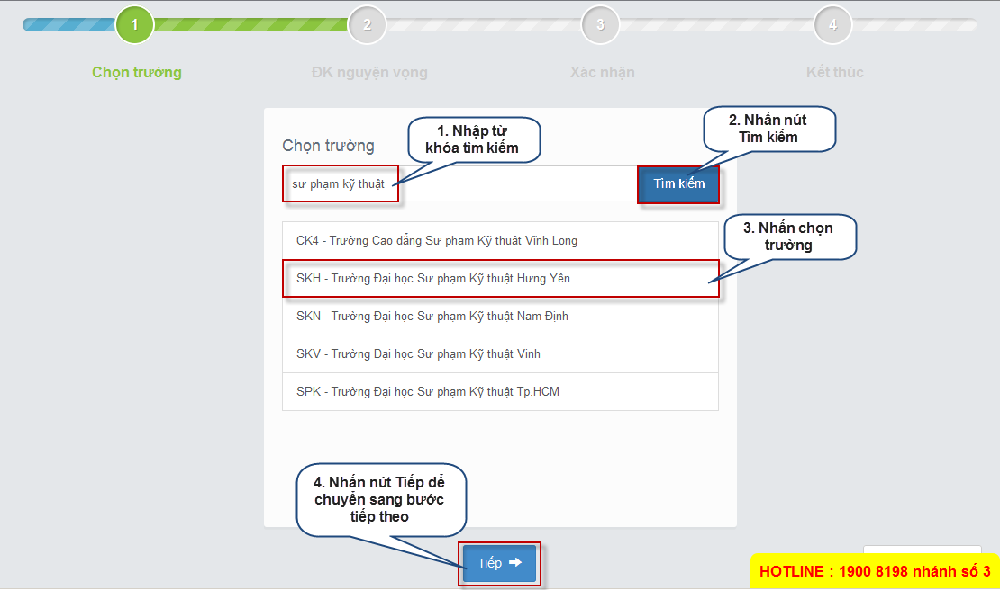 1
2
3
4
Chọn trường
ĐK nguyện vọng
Xác nhận
Kết thúc
Chọn trường
1. Nhập từ
khóa tìm kiếm
2. Nhấn nút
Tìm kiếm
sư phạm kỹ thuật
Tìm kiếm
3. Nhấn chọn
trường
CK4 - Trường Cao đẳng Sư phạm Kỹ thuật Vĩnh Long
SKH - Trường Đại học Sư phạm Kỹ thuật Hưng Yên
SKN - Trường Đại học Sư phạm Kỹ thuật Nam Định
SKV - Trường Đại học Sư phạm Kỹ thuật Vinh
SPK - Trường Đại học Sư phạm Kỹ thuật Tp.HCM
4. Nhấn nút Tiếp để
chuyển sang bước
tiếp theo
Tiếp
HOTLINE : 1900 8198 nhánh số 3